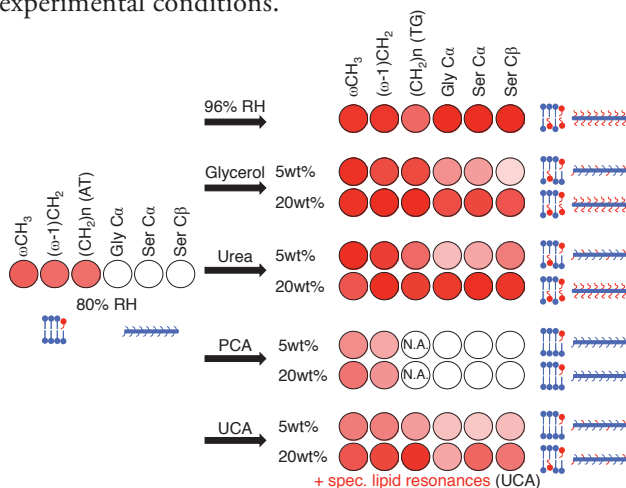 experimental conditions.
ωCH3
(ω-1)CH2
(CH2)n (TG)
Gly Cα
Ser Cα
Ser Cβ
96% RH
Glycerol
5wt%
20wt%
ωCH3
(ω-1)CH2
(CH2)n (AT)
Gly Cα
Ser Cα
Ser Cβ
80% RH
Urea
5wt%
20wt%
PCA
5wt%
N.A.
20wt%
N.A.
UCA
5wt%
20wt%
+ spec. lipid resonances (UCA)